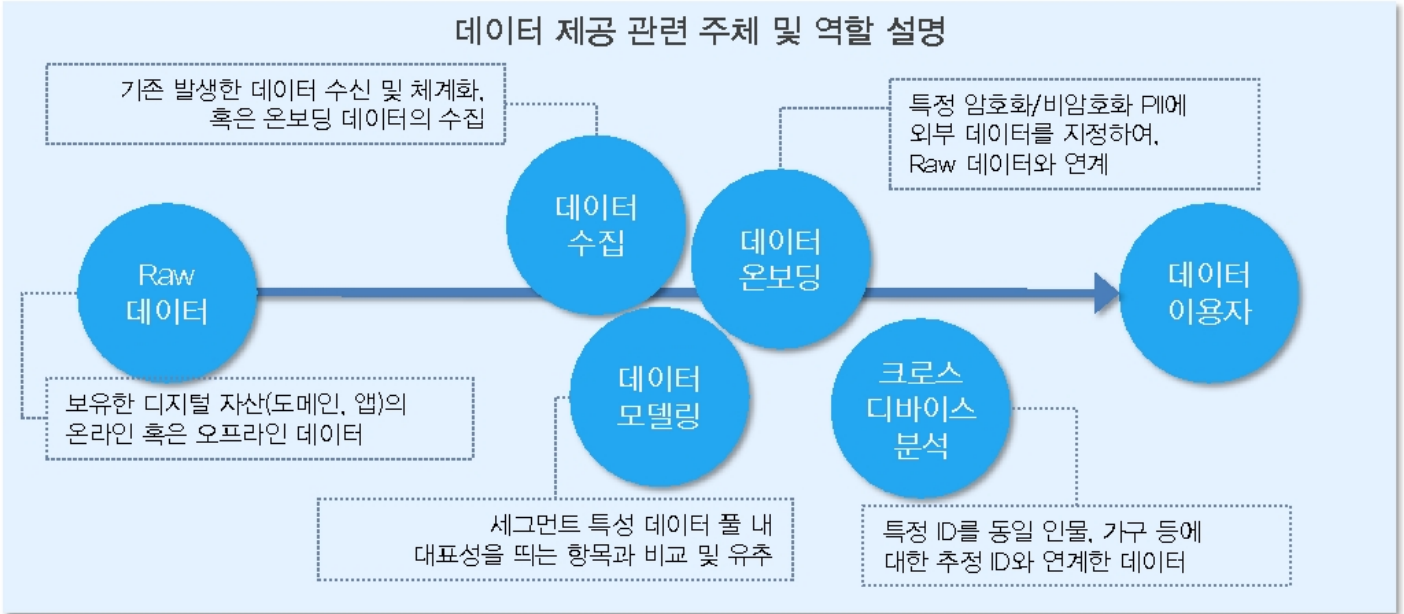 데이터 제공 관련 주체 및 역할 설명
기존 발생한 데이터 수신 및 체계화,
혹은 온보딩 데이터의 수집
특정 암호화/비암호화 PII에
외부 데이터를 지정하여,
Raw 데이터와 연계
데이터
수집
데이터
온보딩
Raw
데이터
데이터
이용자
데이터
모델링
크로스
디바이스
분석
보유한 디지털 자산(도메인, 앱)의
온라인 혹은 오프라인 데이터
세그먼트 특성 데이터 풀 내
대표성을 띄는 항목과 비교 및 유추
특정 ID를 동일 인물, 가구 등에
대한 추정 ID와 연계한 데이터